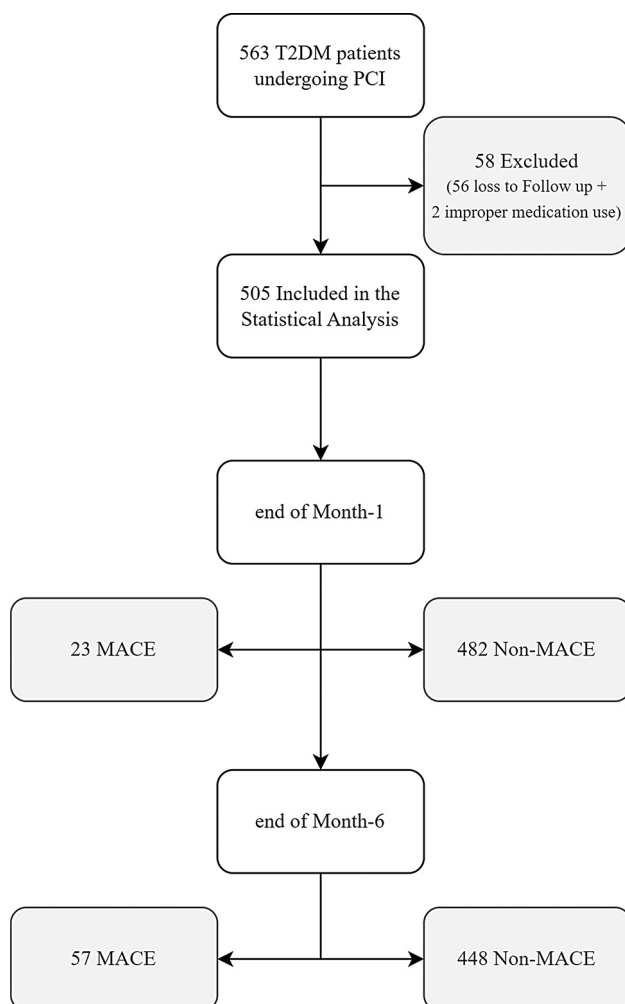 563 T2DM patients
undergoing PCI
58 Excluded
(56 loss to Follow up +
2 improper medication use)
505 Included in the
Statistical Analysis
end of Month-1
23 MACE
482 Non-MACE
end of Month-6
57 MACE
448 Non-MACE